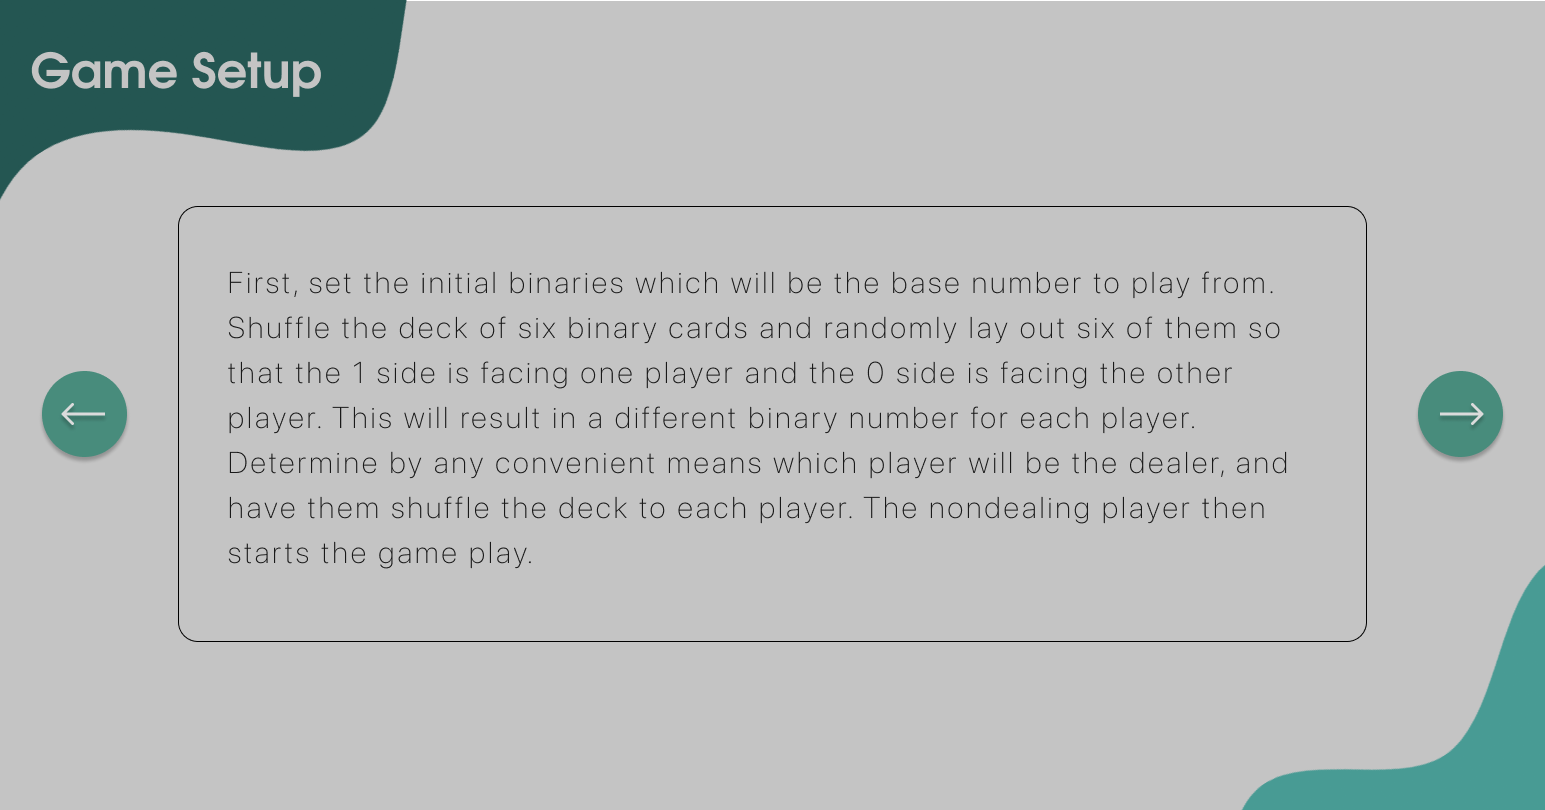 Game Setup
First, set the initial binaries which will be the base number to play from.
Shuffle the deck of six binary cards and randomly lay out six of them so
that the 1 side is facing one player and the 0 side is facing the other
player. This will result in a different binary number for each player.
Determine by any convenient means which player will be the dealer, and
have them shuffle the deck to each player. The nondealing player then
starts the game play.